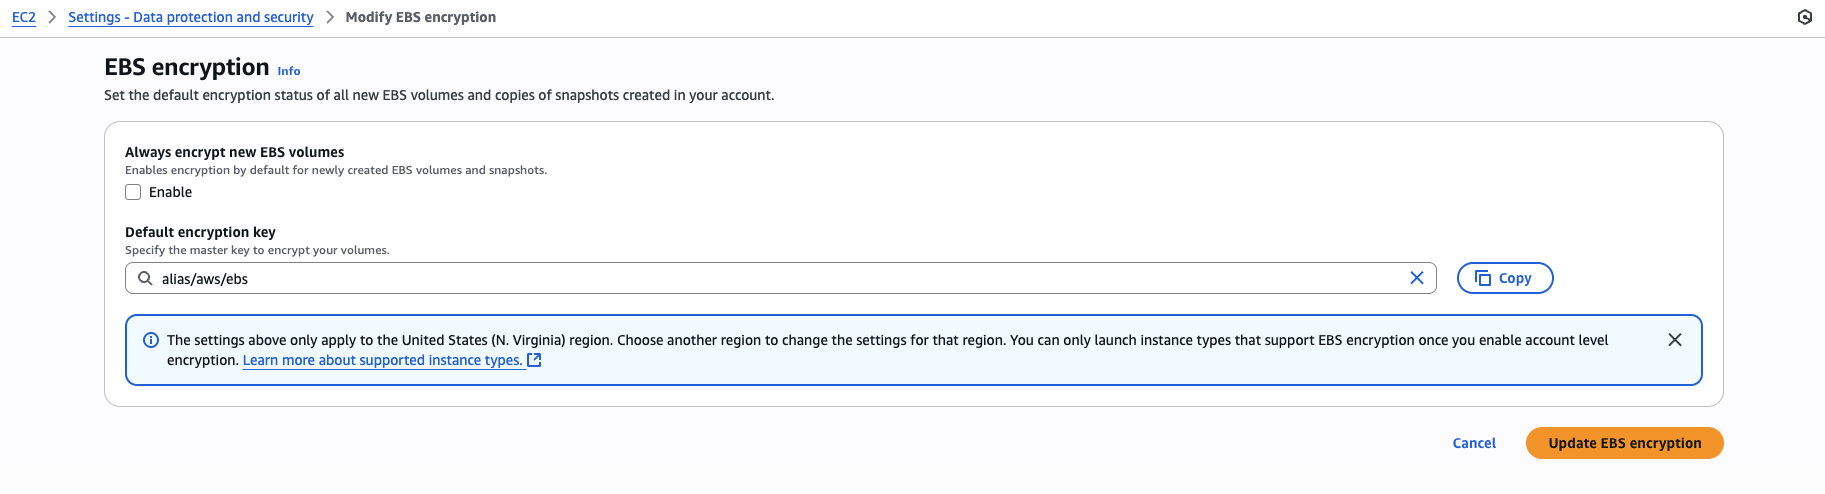 EC2 > Settings - Data protection and security > Modify EBS encryption
EBS encryption Info
Set the default encryption status of all new EBS volumes and copies of snapshots created in your account.
Always encrypt new EBS volumes
Enables encryption by default for newly created EBS volumes and snapshots.
Enable
Default encryption key
Specify the master key to encrypt your volumes.
alias/aws/ebs
Copy
The settings above only apply to the United States (N. Virginia) region. Choose another region to change the settings for that region. You can only launch instance types that support EBS encryption once you enable account level
encryption. Learn more about supported instance types.
Cancel
Update EBS encryption